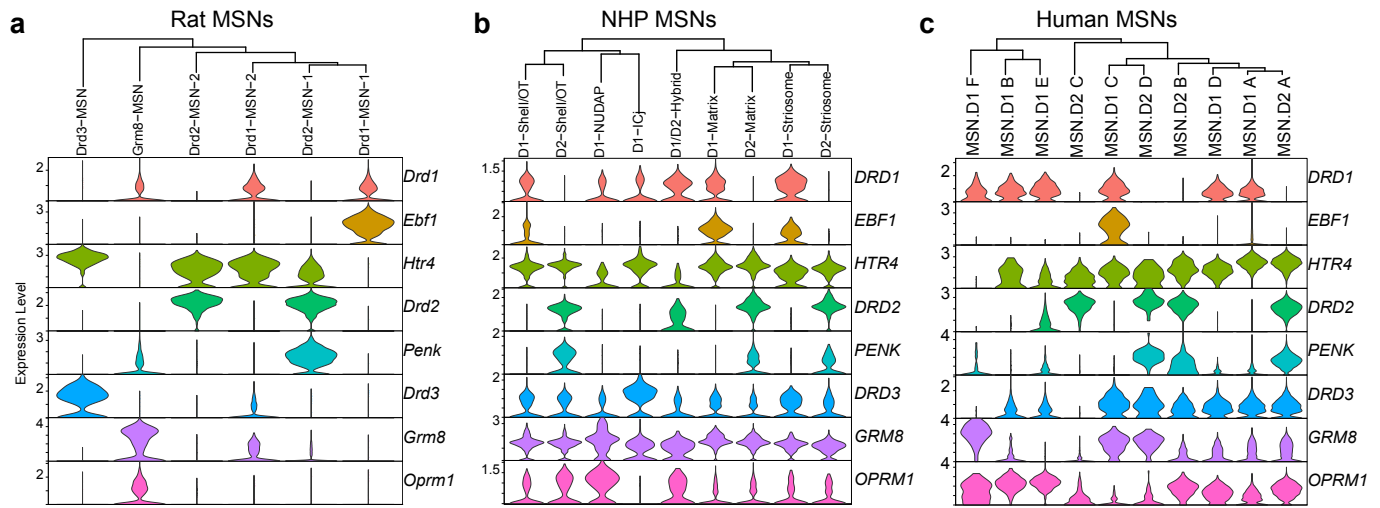 a
Rat MSNs
Drd3−MSN
Grm8−MSN
Drd2−MSN−2
Drd1−MSN−2
Drd2−MSN−1
Drd1−MSN−1
Expression Level
2
Drd1
3
Ebf1
3
Htr4
2
Drd2
3
Penk
2
Drd3
4
Grm8
2
Oprm1
b
NHP MSNs
D1−Shell/OT
D2−Shell/OT
D1−NUDAP
D1−ICj
D1/D2−Hybrid
D1−Matrix
D2−Matrix
D1−Striosome
D2−Striosome
1.5
DRD1
2
EBF1
2
HTR4
2
DRD2
2
PENK
2
DRD3
3
GRM8
1.5
OPRM1
c
Human MSNs
MSN.D1 F
MSN.D1 B
MSN.D1 E
MSN.D2 C
MSN.D1 C
MSN.D2 D
MSN.D2 B
MSN.D1 D
MSN.D1 A
MSN.D2 A
2
DRD1
3
EBF1
3
HTR4
3
DRD2
4
PENK
2
DRD3
4
GRM8
4
OPRM1